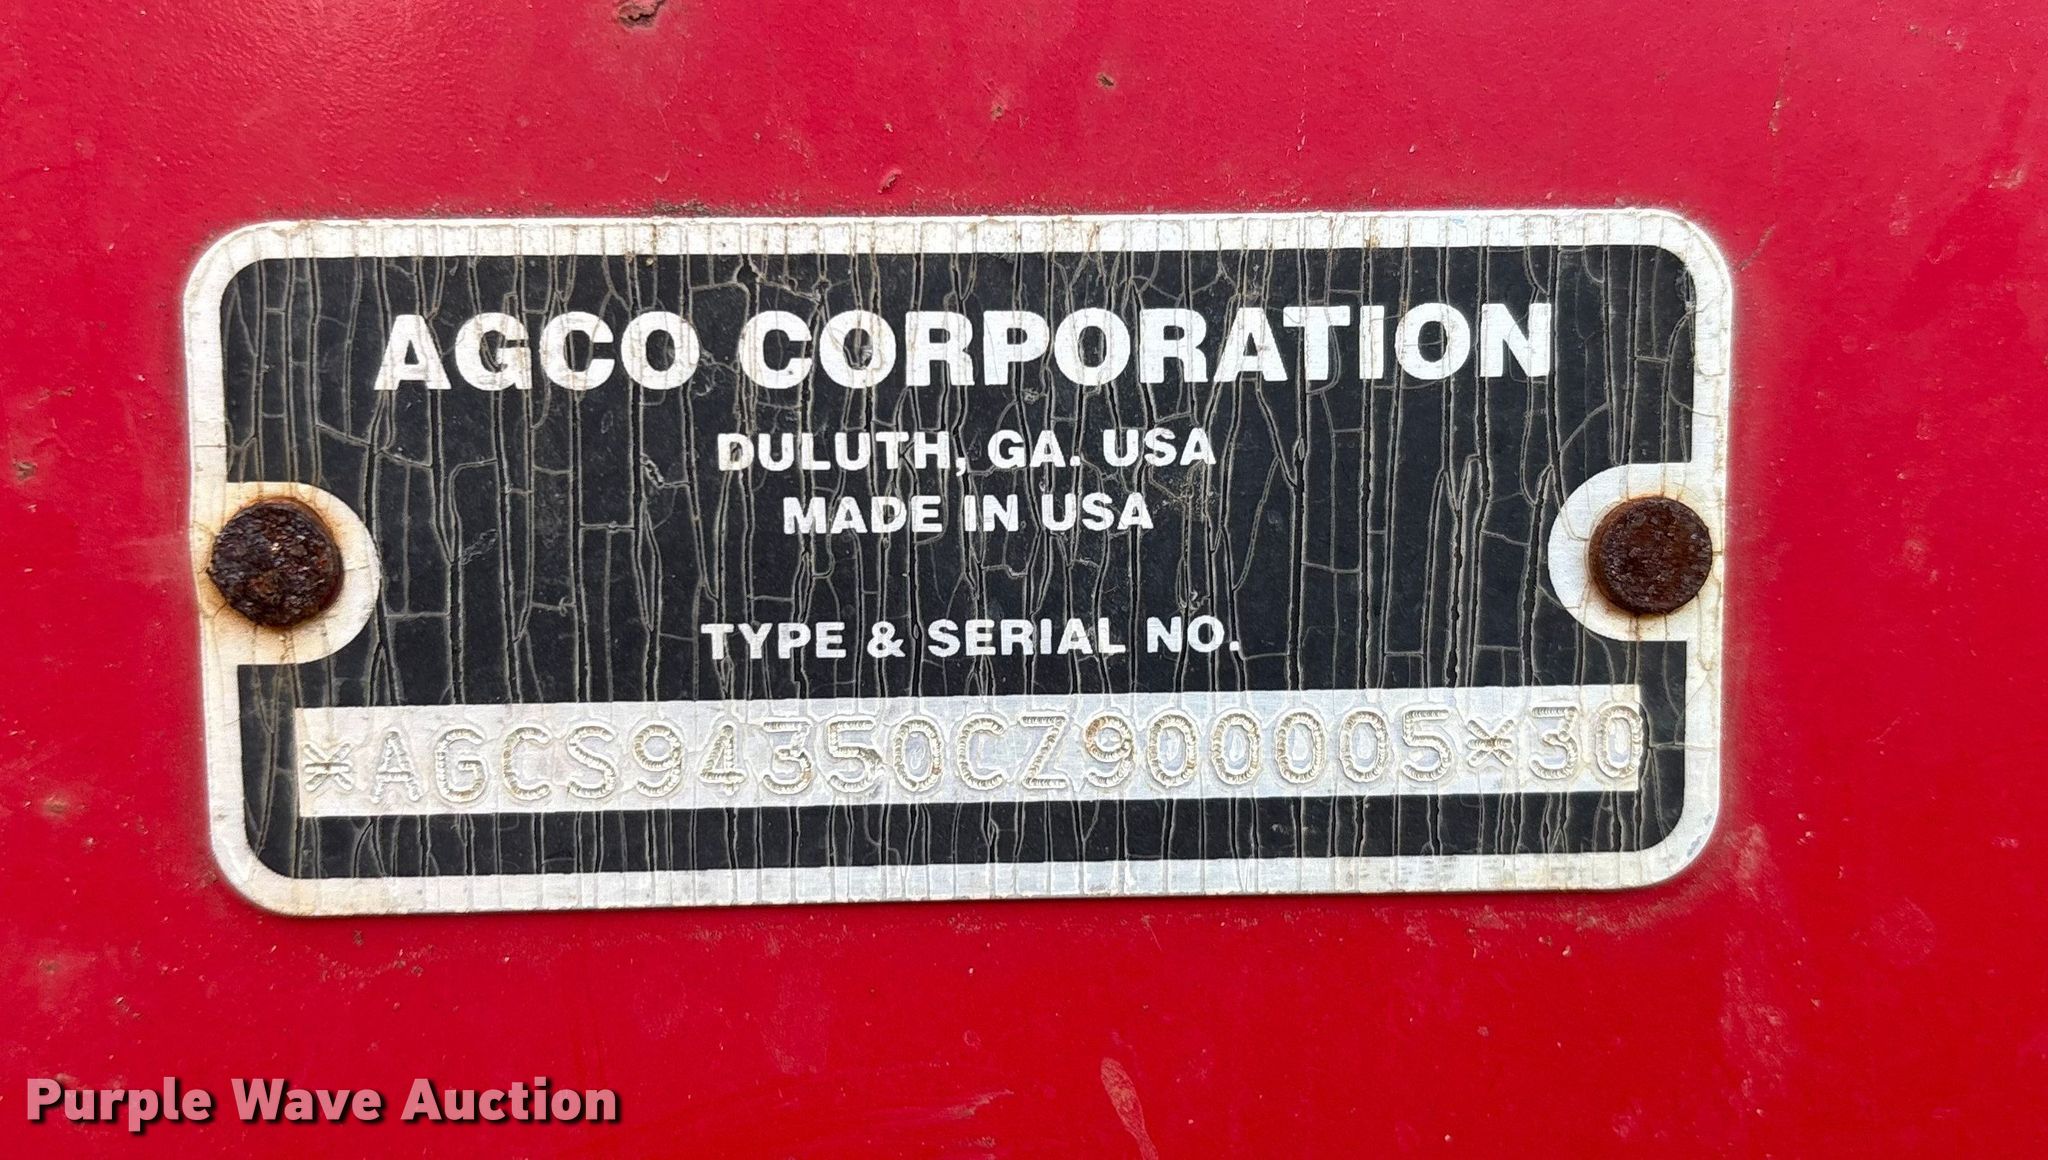 AGCO CORPORATION
DULUTH, GA. USA
MADE IN USA
TYPE & SERIAL NO.
*AGCS94350CZ900005*30
Purple Wave Auction